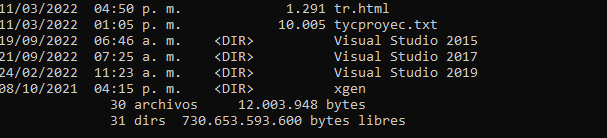 11/03/2022  04:50 p. m.             1.291 tr.html
11/03/2022  01:05 p. m.            10.005 tycproyec.txt
19/09/2022  06:46 a. m.    <DIR>          Visual Studio 2015
21/09/2022  07:25 a. m.    <DIR>          Visual Studio 2017
24/02/2022  11:23 a. m.    <DIR>          Visual Studio 2019
08/10/2021  04:15 p. m.    <DIR>          xgen
              30 archivos     12.003.948 bytes
              31 dirs  730.653.593.600 bytes libres